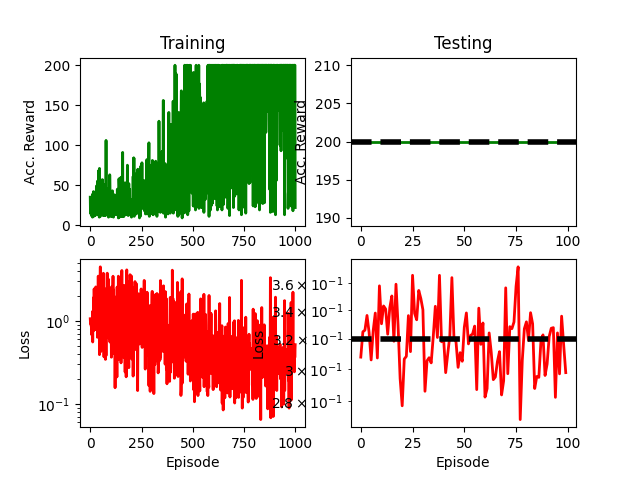 Training
Testing
Acc. Reward
200
150
100
50
0
0 250 500 750 1000
Acc. Reward
210
205
200
195
190
0 25 50 75 100
Loss
10⁰
10⁻¹
0 250 500 750 1000
Episode
Loss
3.6 × 10⁻¹
3.4 × 10⁻¹
3.2 × 10⁻¹
3 × 10⁻¹
2.8 × 10⁻¹
0 25 50 75 100
Episode